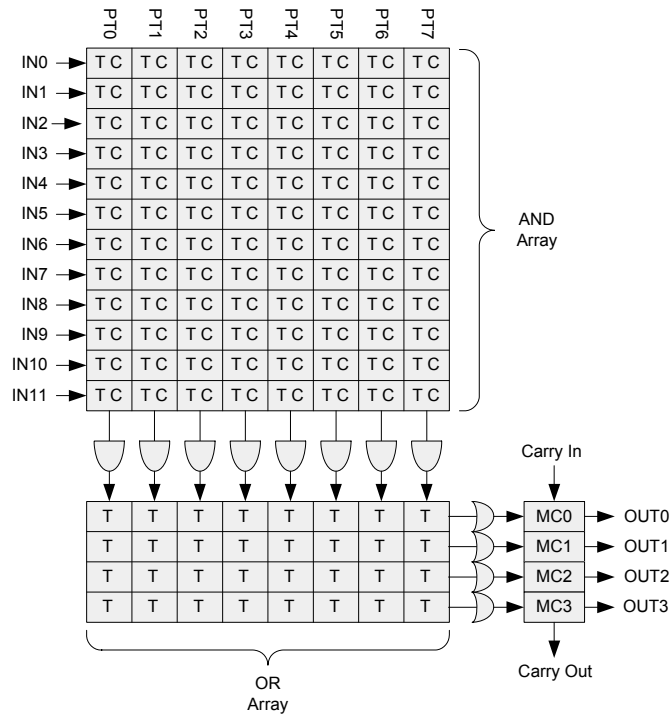 PT0 PT1 PT2 PT3 PT4 PT5 PT6 PT7
IN0 T C T C T C T C T C T C T C T C
IN1 T C T C T C T C T C T C T C T C
IN2 T C T C T C T C T C T C T C T C
IN3 T C T C T C T C T C T C T C T C
IN4 T C T C T C T C T C T C T C T C
IN5 T C T C T C T C T C T C T C T C
IN6 T C T C T C T C T C T C T C T C
IN7 T C T C T C T C T C T C T C T C
IN8 T C T C T C T C T C T C T C T C
IN9 T C T C T C T C T C T C T C T C
IN10 T C T C T C T C T C T C T C T C
IN11 T C T C T C T C T C T C T C T C
AND
Array
Carry In
T T T T T T T T MC0 OUT0
T T T T T T T T MC1 OUT1
T T T T T T T T MC2 OUT2
T T T T T T T T MC3 OUT3
Carry Out
OR
Array